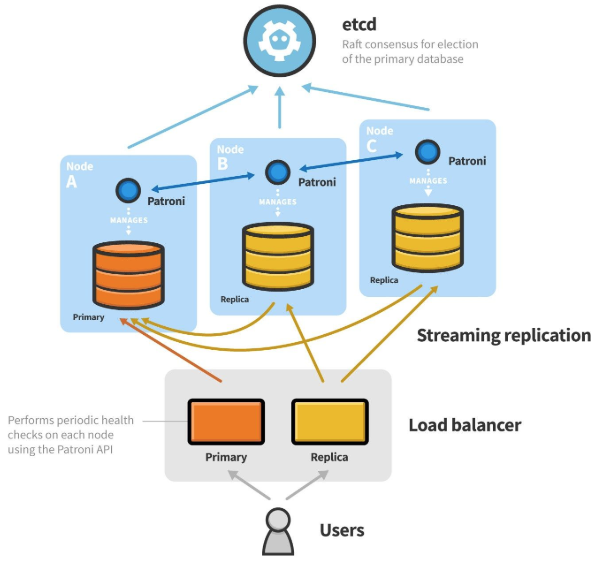 etcd
Raft consensus for election
of the primary database
Node
A
Patroni
MANAGES
Primary
Node
B
Patroni
MANAGES
Replica
Node
C
Patroni
MANAGES
Replica
Streaming replication
Performs periodic health
checks on each node
using the Patroni API
Primary
Replica
Load balancer
Users